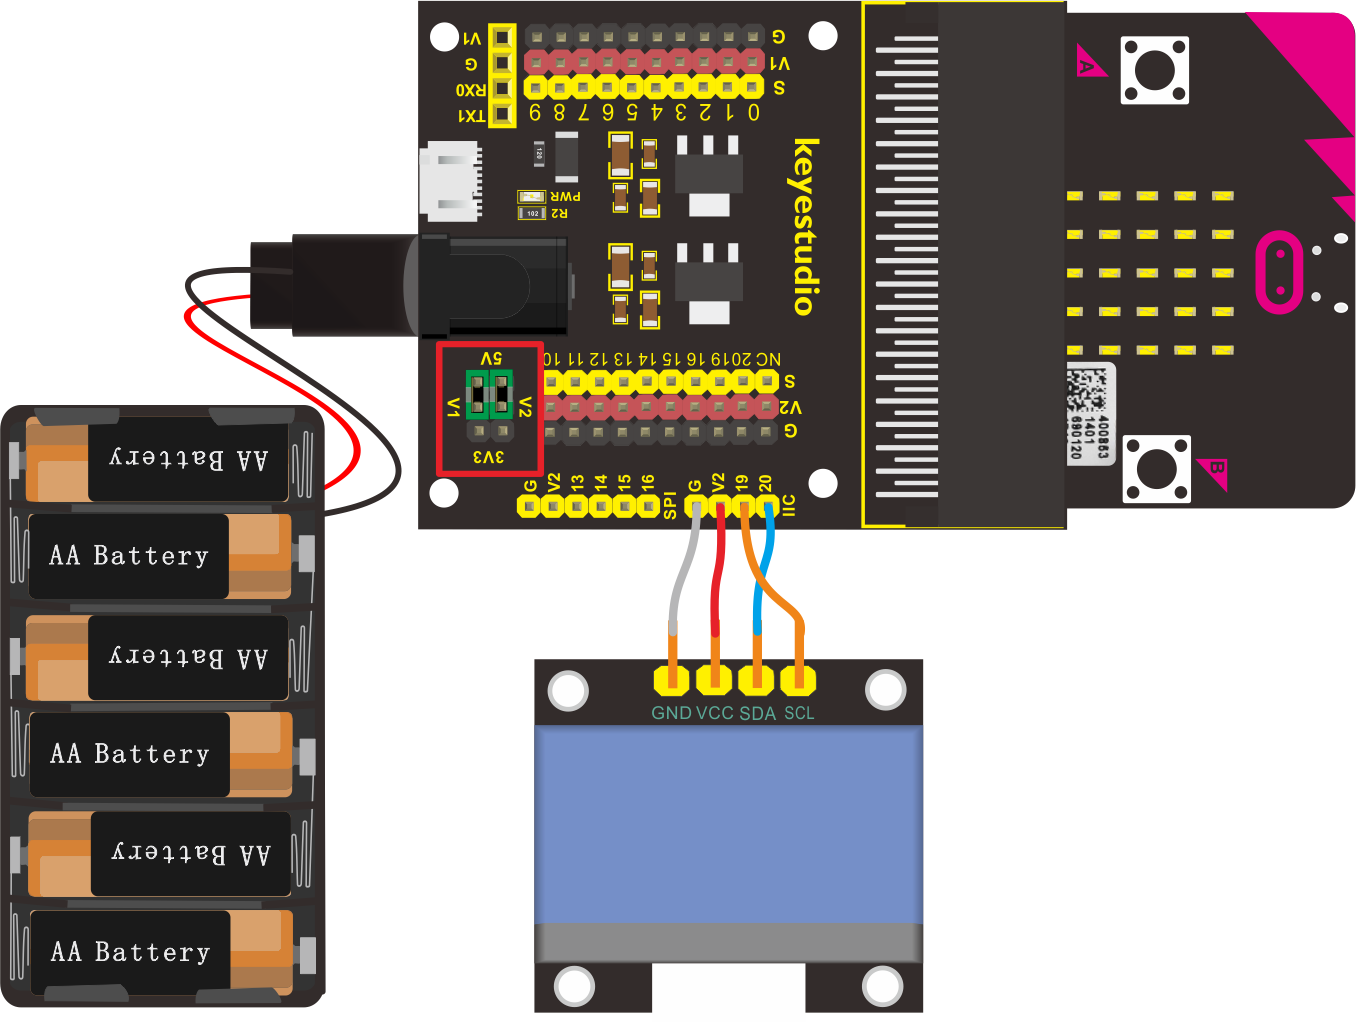 V1
G
RX0
TX1
G
V1
S
9 8 7 6 5 4 3 2 1 0
120
PWR
102
R2
keyestudio
A
5V
V1
V2
3V3
10 11 12 13 14 15 16 19 20 NC
S
V2
G
G V2 13 14 15 16 SPI
G V2 19 20 IIC
400863
1401
690120
B
GND VCC SDA SCL
AA Battery
AA Battery
AA Battery
AA Battery
AA Battery
AA Battery